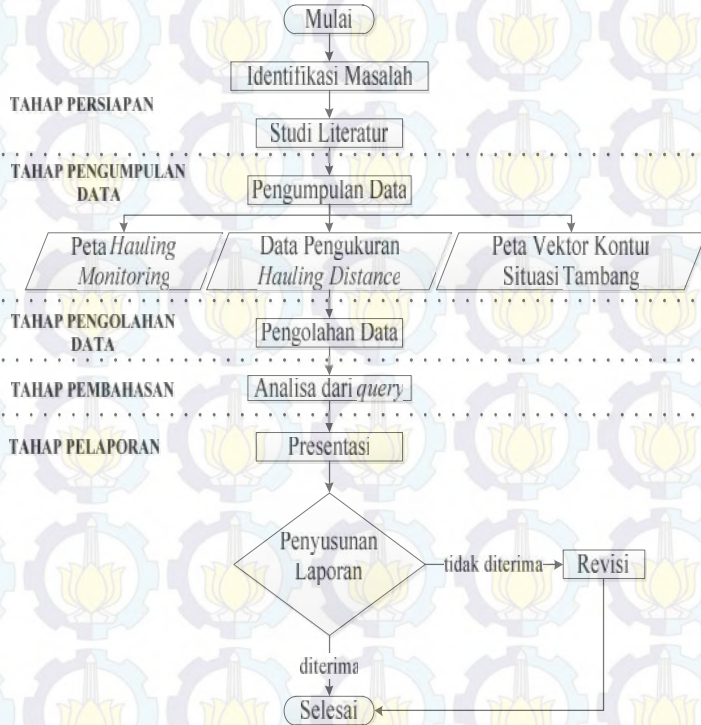 Mulai
Identifikasi Masalah
TAHAP PERSIAPAN
Studi Literatur
TAHAP PENGUMPULAN
DATA
Pengumpulan Data
Peta Hauling
Monitoring
Data Pengukuran
Hauling Distance
Peta Vektor Kontur
Situasi Tambang
TAHAP PENGOLAHAN
DATA
Pengolahan Data
TAHAP PEMBAHASAN
Analisa dari query
TAHAP PELAPORAN
Presentasi
Penyusunan
Laporan
tidak diterima
Revisi
diterima
Selesai